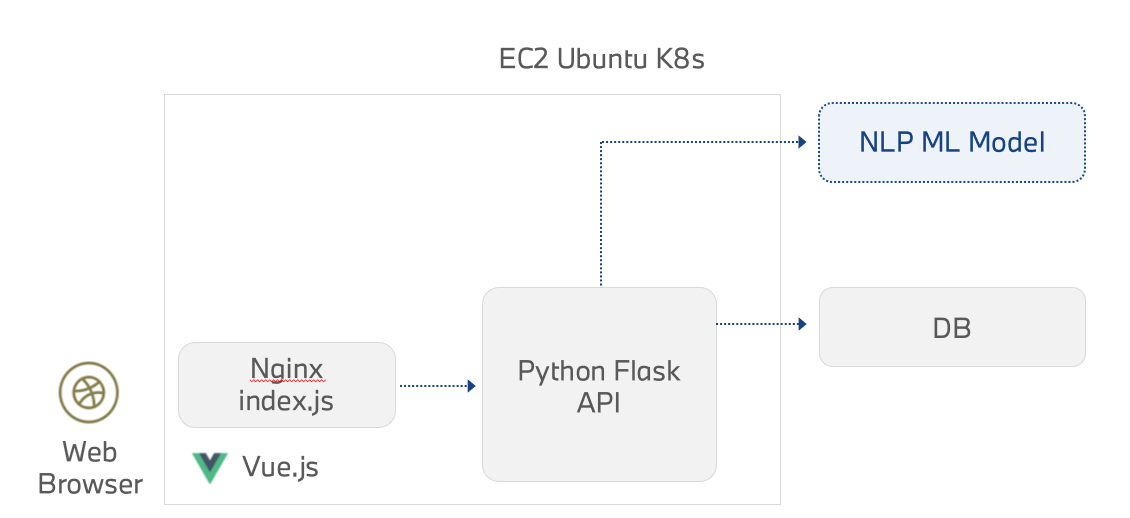 EC2 Ubuntu K8s
NLP ML Model
DB
Python Flask
API
Nginx
index.js
Vue.js
Web
Browser